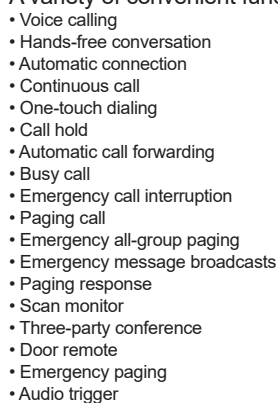 A variety of convenient func
• Voice calling
• Hands-free conversation
• Automatic connection
• Continuous call
• One-touch dialing
• Call hold
• Automatic call forwarding
• Busy call
• Emergency call interruption
• Paging call
• Emergency all-group paging
• Emergency message broadcasts
• Paging response
• Scan monitor
• Three-party conference
• Door remote
• Emergency paging
• Audio trigger